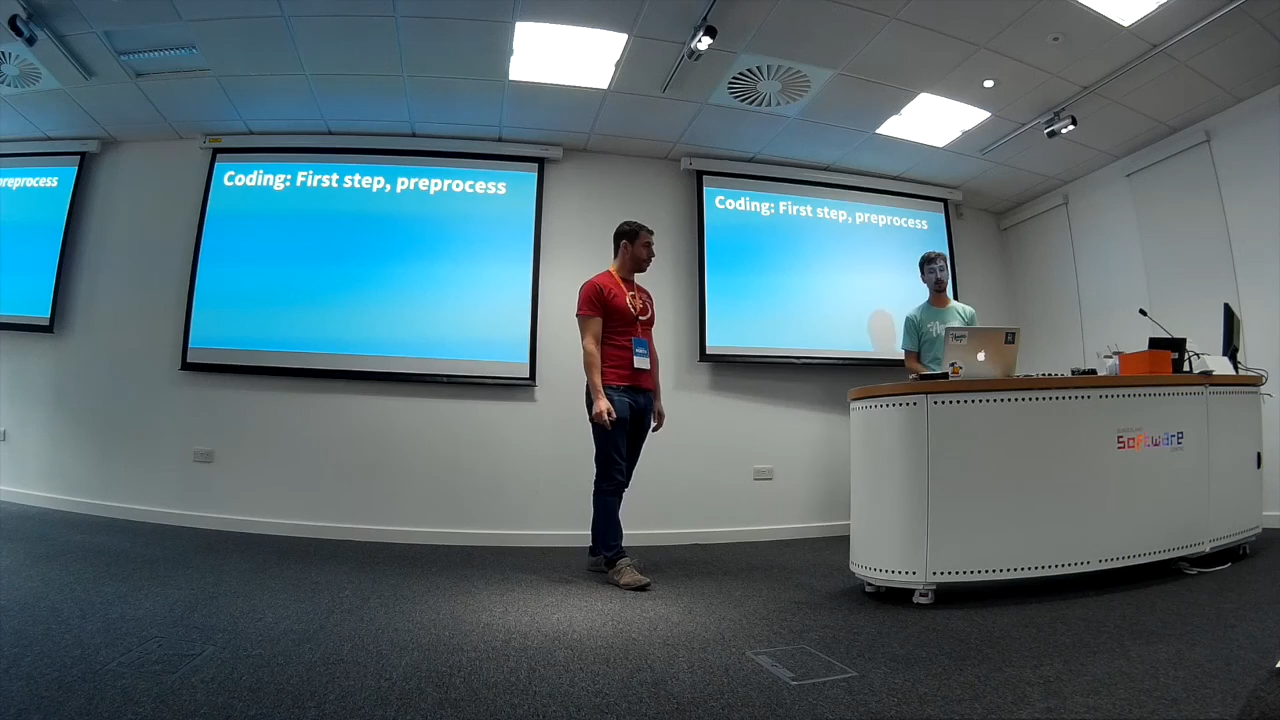 preprocess
Coding: First step, preprocess
Coding: First step, preprocess
Software